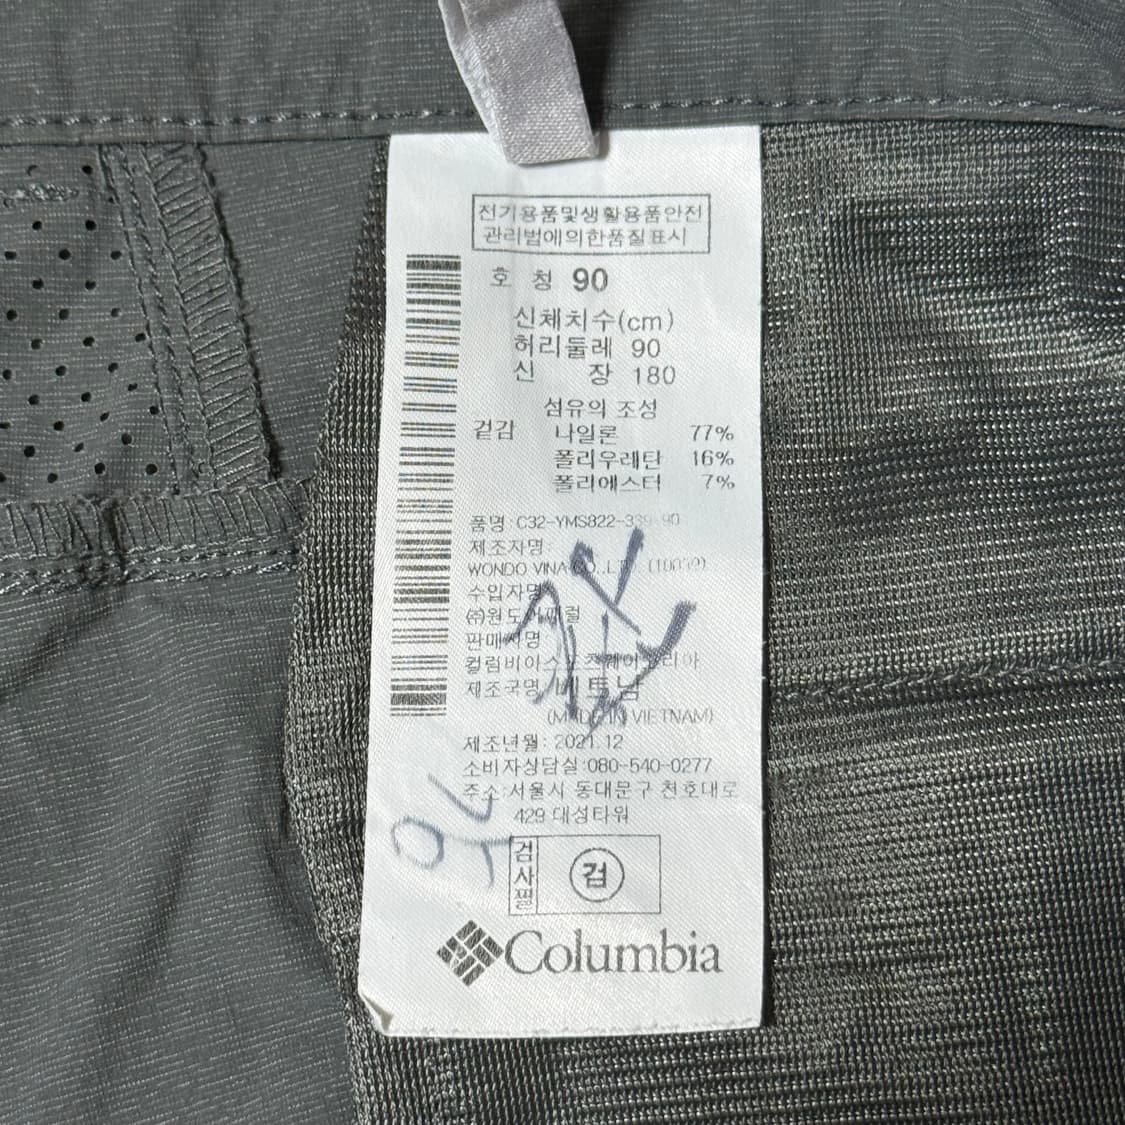 전기용품및생활용품안전
관리법에의한품질표시
호 칭 90
신체치수(cm)
허리둘레 90
신 장 180
섬유의 조성
겉감 나일론 77%
폴리우레탄 16%
폴리에스터 7%
품명:C32-YMS822-339-90
제조자명:
WONDO VINA CO.,LTD
수입자명
㈜원도어패럴
판매자명
컬럼비아스포츠웨어코리아
제조국명:베트남
(MADE IN VIETNAM)
제조년월: 2021.12
소비자상담실:080-540-0277
주소:서울시 동대문구 천호대로
429 대성타워
검사필
검
Columbia